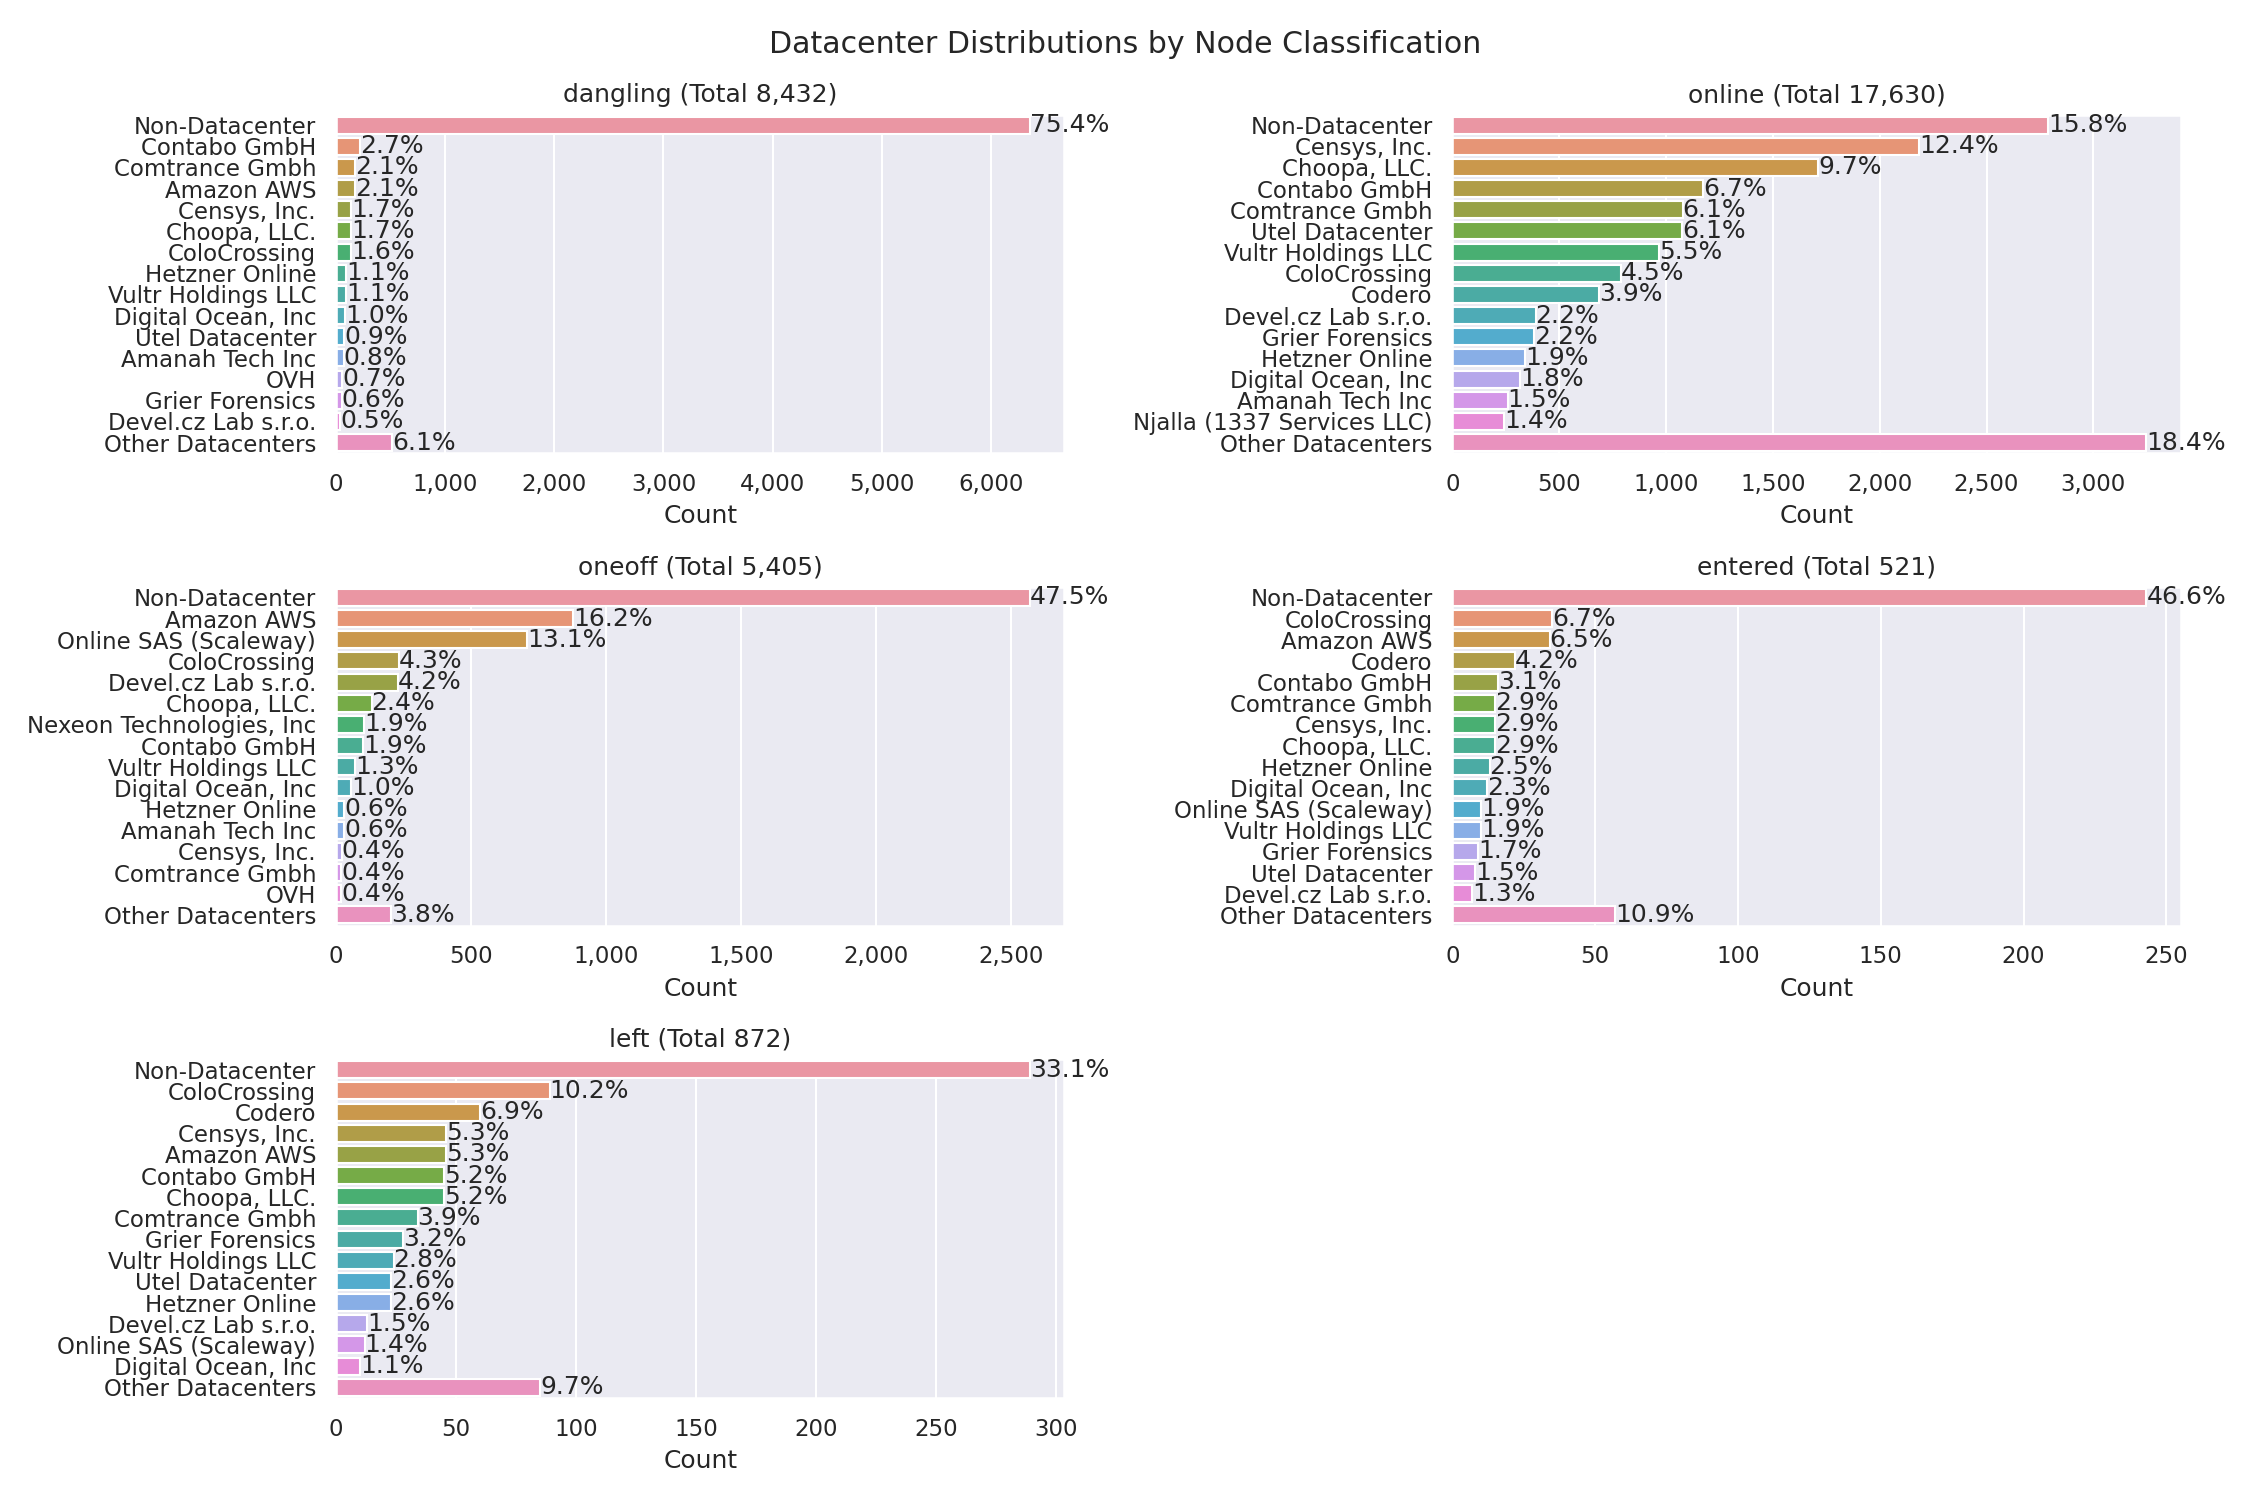 Datacenter Distributions by Node Classification
dangling (Total 8,432)
Non-Datacenter 75.4%
Contabo GmbH 2.7%
Comtrance Gmbh 2.1%
Amazon AWS 2.1%
Censys, Inc. 1.7%
Choopa, LLC. 1.7%
ColoCrossing 1.6%
Hetzner Online 1.1%
Vultr Holdings LLC 1.1%
Digital Ocean, Inc 1.0%
Utel Datacenter 0.9%
Amanah Tech Inc 0.8%
OVH 0.7%
Grier Forensics 0.6%
Devel.cz Lab s.r.o. 0.5%
Other Datacenters 6.1%
0 1,000 2,000 3,000 4,000 5,000 6,000
Count
online (Total 17,630)
Non-Datacenter 15.8%
Censys, Inc. 12.4%
Choopa, LLC. 9.7%
Contabo GmbH 6.7%
Comtrance Gmbh 6.1%
Utel Datacenter 6.1%
Vultr Holdings LLC 5.5%
ColoCrossing 4.5%
Codero 3.9%
Devel.cz Lab s.r.o. 2.2%
Grier Forensics 2.2%
Hetzner Online 1.9%
Digital Ocean, Inc 1.8%
Amanah Tech Inc 1.5%
Njalla (1337 Services LLC) 1.4%
Other Datacenters 18.4%
0 500 1,000 1,500 2,000 2,500 3,000
Count
oneoff (Total 5,405)
Non-Datacenter 47.5%
Amazon AWS 16.2%
Online SAS (Scaleway) 13.1%
ColoCrossing 4.3%
Devel.cz Lab s.r.o. 4.2%
Choopa, LLC. 2.4%
Nexeon Technologies, Inc 1.9%
Contabo GmbH 1.9%
Vultr Holdings LLC 1.3%
Digital Ocean, Inc 1.0%
Hetzner Online 0.6%
Amanah Tech Inc 0.6%
Censys, Inc. 0.4%
Comtrance Gmbh 0.4%
OVH 0.4%
Other Datacenters 3.8%
0 500 1,000 1,500 2,000 2,500
Count
entered (Total 521)
Non-Datacenter 46.6%
ColoCrossing 6.7%
Amazon AWS 6.5%
Codero 4.2%
Contabo GmbH 3.1%
Comtrance Gmbh 2.9%
Censys, Inc. 2.9%
Choopa, LLC. 2.9%
Hetzner Online 2.5%
Digital Ocean, Inc 2.3%
Online SAS (Scaleway) 1.9%
Vultr Holdings LLC 1.9%
Grier Forensics 1.7%
Utel Datacenter 1.5%
Devel.cz Lab s.r.o. 1.3%
Other Datacenters 10.9%
0 50 100 150 200 250
Count
left (Total 872)
Non-Datacenter 33.1%
ColoCrossing 10.2%
Codero 6.9%
Censys, Inc. 5.3%
Amazon AWS 5.3%
Contabo GmbH 5.2%
Choopa, LLC. 5.2%
Comtrance Gmbh 3.9%
Grier Forensics 3.2%
Vultr Holdings LLC 2.8%
Utel Datacenter 2.6%
Hetzner Online 2.6%
Devel.cz Lab s.r.o. 1.5%
Online SAS (Scaleway) 1.4%
Digital Ocean, Inc 1.1%
Other Datacenters 9.7%
0 50 100 150 200 250 300
Count